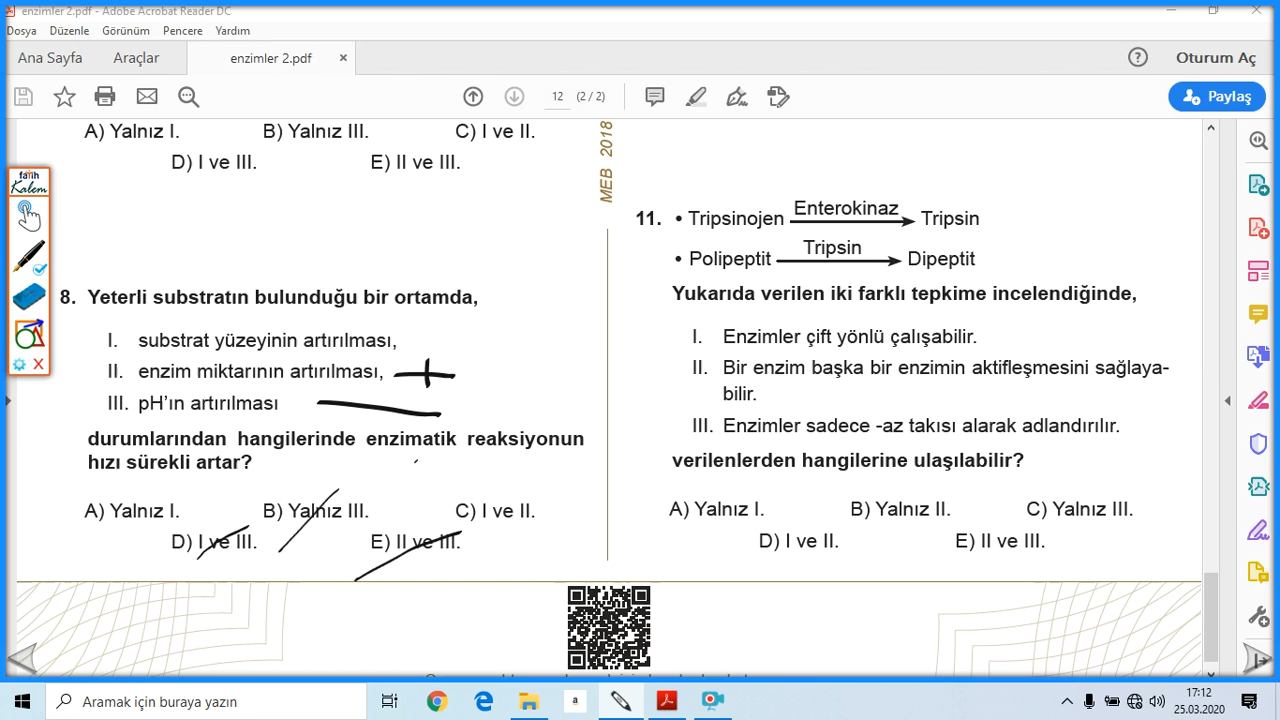 enzimler 2.pdf - Adobe Acrobat Reader DC
Dosya Düzenle Görünüm Pencere Yardım
Ana Sayfa Araçlar enzimler 2.pdf × ? Oturum Aç
12 (2 / 2) Paylaş
A) Yalnız I. B) Yalnız III. C) I ve II.
D) I ve III. E) II ve III.
MEB 2018
fatih
Kalem
X
8. Yeterli substratın bulunduğu bir ortamda,
I. substrat yüzeyinin artırılması,
II. enzim miktarının artırılması,
III. pH’ın artırılması
durumlarından hangilerinde enzimatik reaksiyonun
hızı sürekli artar?
A) Yalnız I. B) Yalnız III. C) I ve II.
D) I ve III. E) II ve III.
11. • Tripsinojen Enterokinaz Tripsin
• Polipeptit Tripsin Dipeptit
Yukarıda verilen iki farklı tepkime incelendiğinde,
I. Enzimler çift yönlü çalışabilir.
II. Bir enzim başka bir enzimin aktifleşmesini sağlaya-
bilir.
III. Enzimler sadece -az takısı alarak adlandırılır.
verilenlerden hangilerine ulaşılabilir?
A) Yalnız I. B) Yalnız II. C) Yalnız III.
D) I ve II. E) II ve III.
Aramak için buraya yazın
a
17:12
25.03.2020